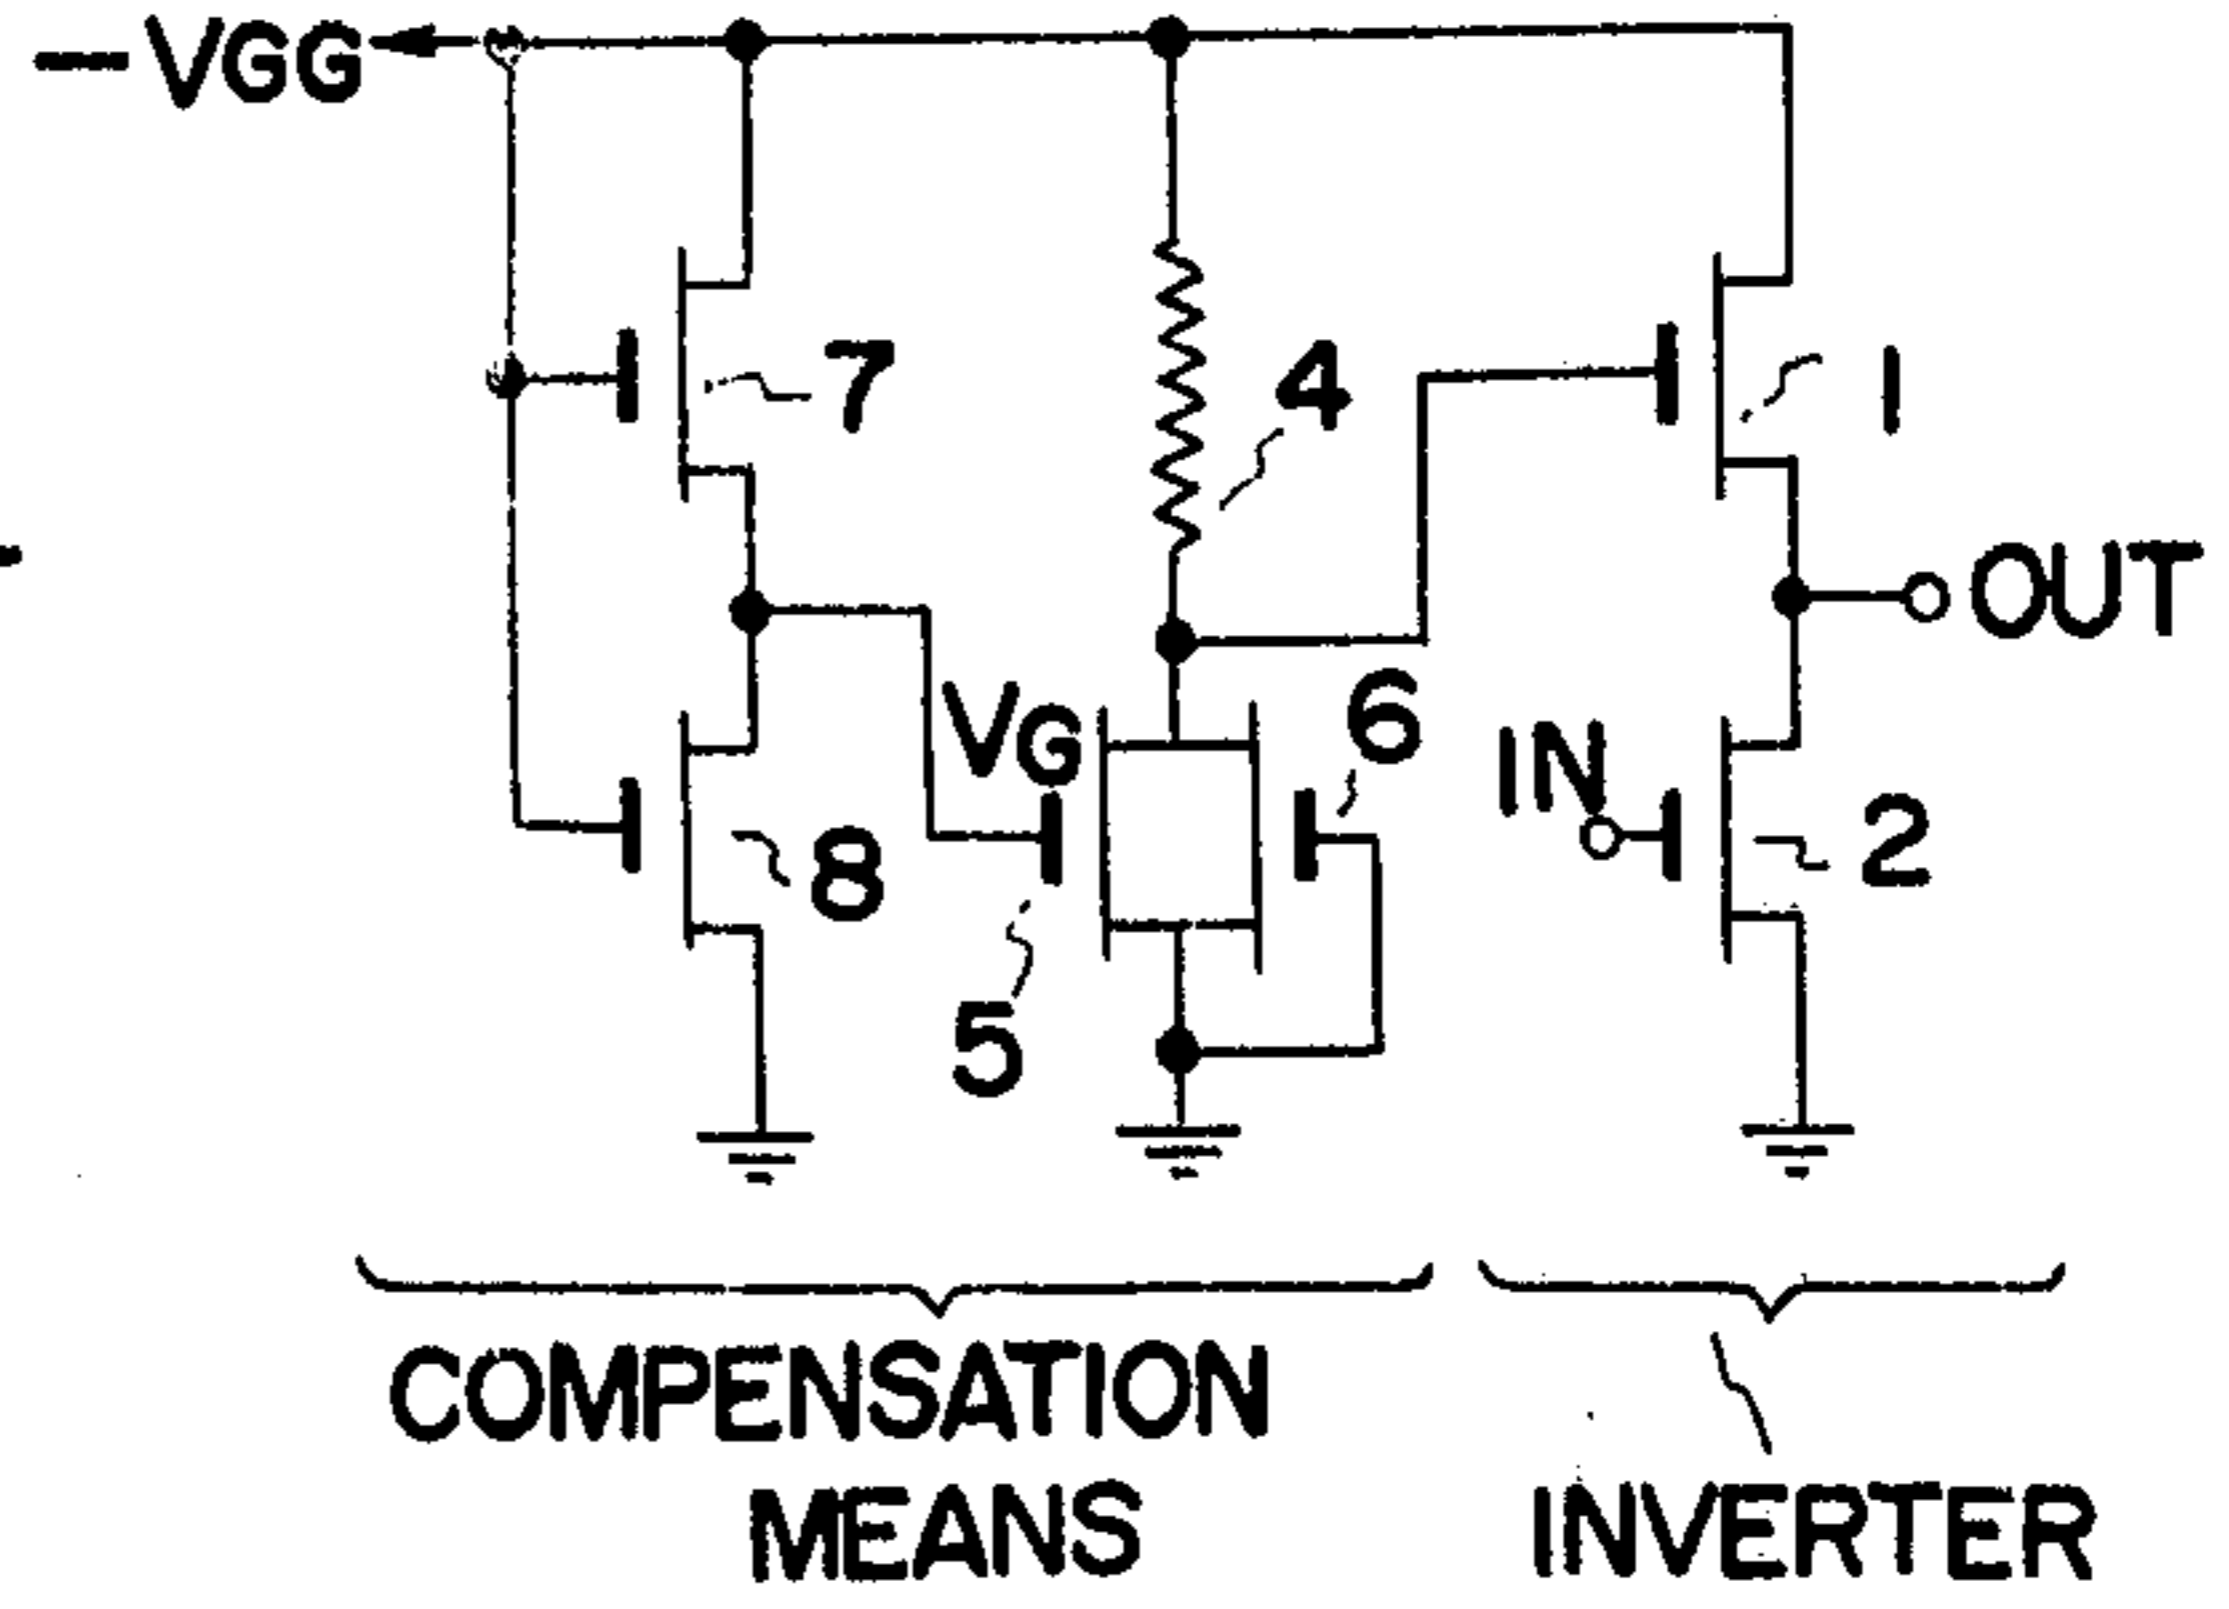 -VGG
7
4
1
OUT
VG
6
IN
2
8
5
COMPENSATION
MEANS
INVERTER